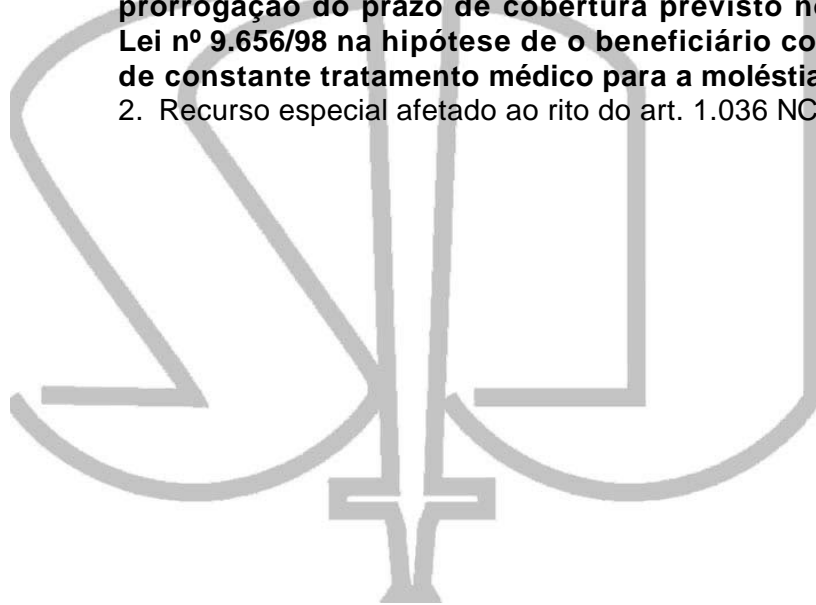 prorrogação do prazo de cobertura previsto no
Lei nº 9.656/98 na hipótese de o beneficiário co
de constante tratamento médico para a moléstia
2. Recurso especial afetado ao rito do art. 1.036 NC